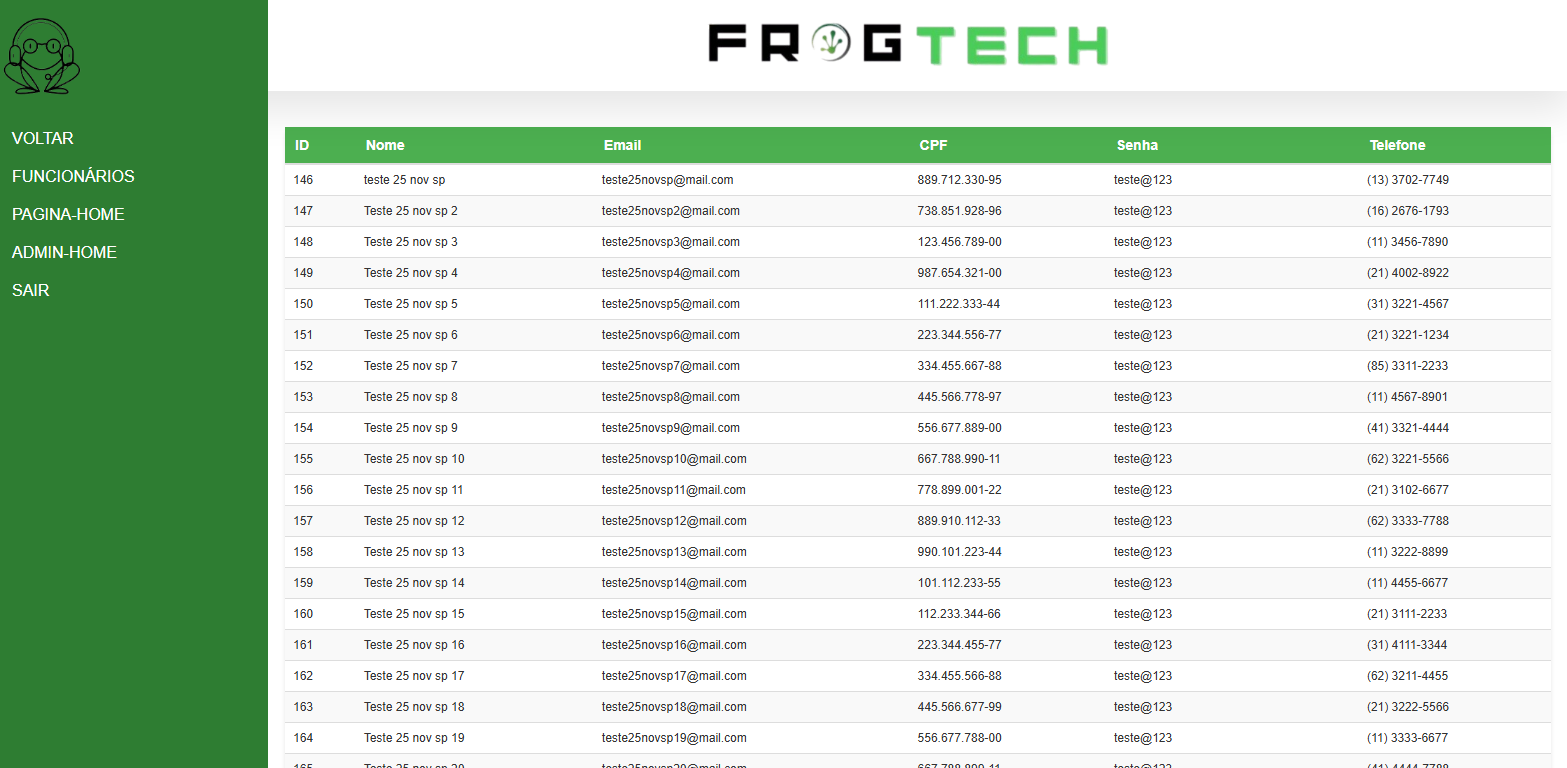 FROGTECH
VOLTAR
FUNCIONÁRIOS
PAGINA-HOME
ADMIN-HOME
SAIR
ID Nome Email CPF Senha Telefone
146 teste 25 nov sp teste25novsp@mail.com 889.712.330-95 teste@123 (13) 3702-7749
147 Teste 25 nov sp 2 teste25novsp2@mail.com 738.851.928-96 teste@123 (16) 2676-1793
148 Teste 25 nov sp 3 teste25novsp3@mail.com 123.456.789-00 teste@123 (11) 3456-7890
149 Teste 25 nov sp 4 teste25novsp4@mail.com 987.654.321-00 teste@123 (21) 4002-8922
150 Teste 25 nov sp 5 teste25novsp5@mail.com 111.222.333-44 teste@123 (31) 3221-4567
151 Teste 25 nov sp 6 teste25novsp6@mail.com 223.344.556-77 teste@123 (21) 3221-1234
152 Teste 25 nov sp 7 teste25novsp7@mail.com 334.455.667-88 teste@123 (85) 3311-2233
153 Teste 25 nov sp 8 teste25novsp8@mail.com 445.566.778-97 teste@123 (11) 4567-8901
154 Teste 25 nov sp 9 teste25novsp9@mail.com 556.677.889-00 teste@123 (41) 3321-4444
155 Teste 25 nov sp 10 teste25novsp10@mail.com 667.788.990-11 teste@123 (62) 3221-5566
156 Teste 25 nov sp 11 teste25novsp11@mail.com 778.899.001-22 teste@123 (21) 3102-6677
157 Teste 25 nov sp 12 teste25novsp12@mail.com 889.910.112-33 teste@123 (62) 3333-7788
158 Teste 25 nov sp 13 teste25novsp13@mail.com 990.101.223-44 teste@123 (11) 3222-8899
159 Teste 25 nov sp 14 teste25novsp14@mail.com 101.112.233-55 teste@123 (11) 4455-6677
160 Teste 25 nov sp 15 teste25novsp15@mail.com 112.233.344-66 teste@123 (21) 3111-2233
161 Teste 25 nov sp 16 teste25novsp16@mail.com 223.344.455-77 teste@123 (31) 4111-3344
162 Teste 25 nov sp 17 teste25novsp17@mail.com 334.455.566-88 teste@123 (62) 3211-4455
163 Teste 25 nov sp 18 teste25novsp18@mail.com 445.566.677-99 teste@123 (21) 3222-5566
164 Teste 25 nov sp 19 teste25novsp19@mail.com 556.677.788-00 teste@123 (11) 3333-6677
165 Teste 25 nov sp 20 teste25novsp20@mail.com 667.788.899-11 teste@123 (41) 4444-7788